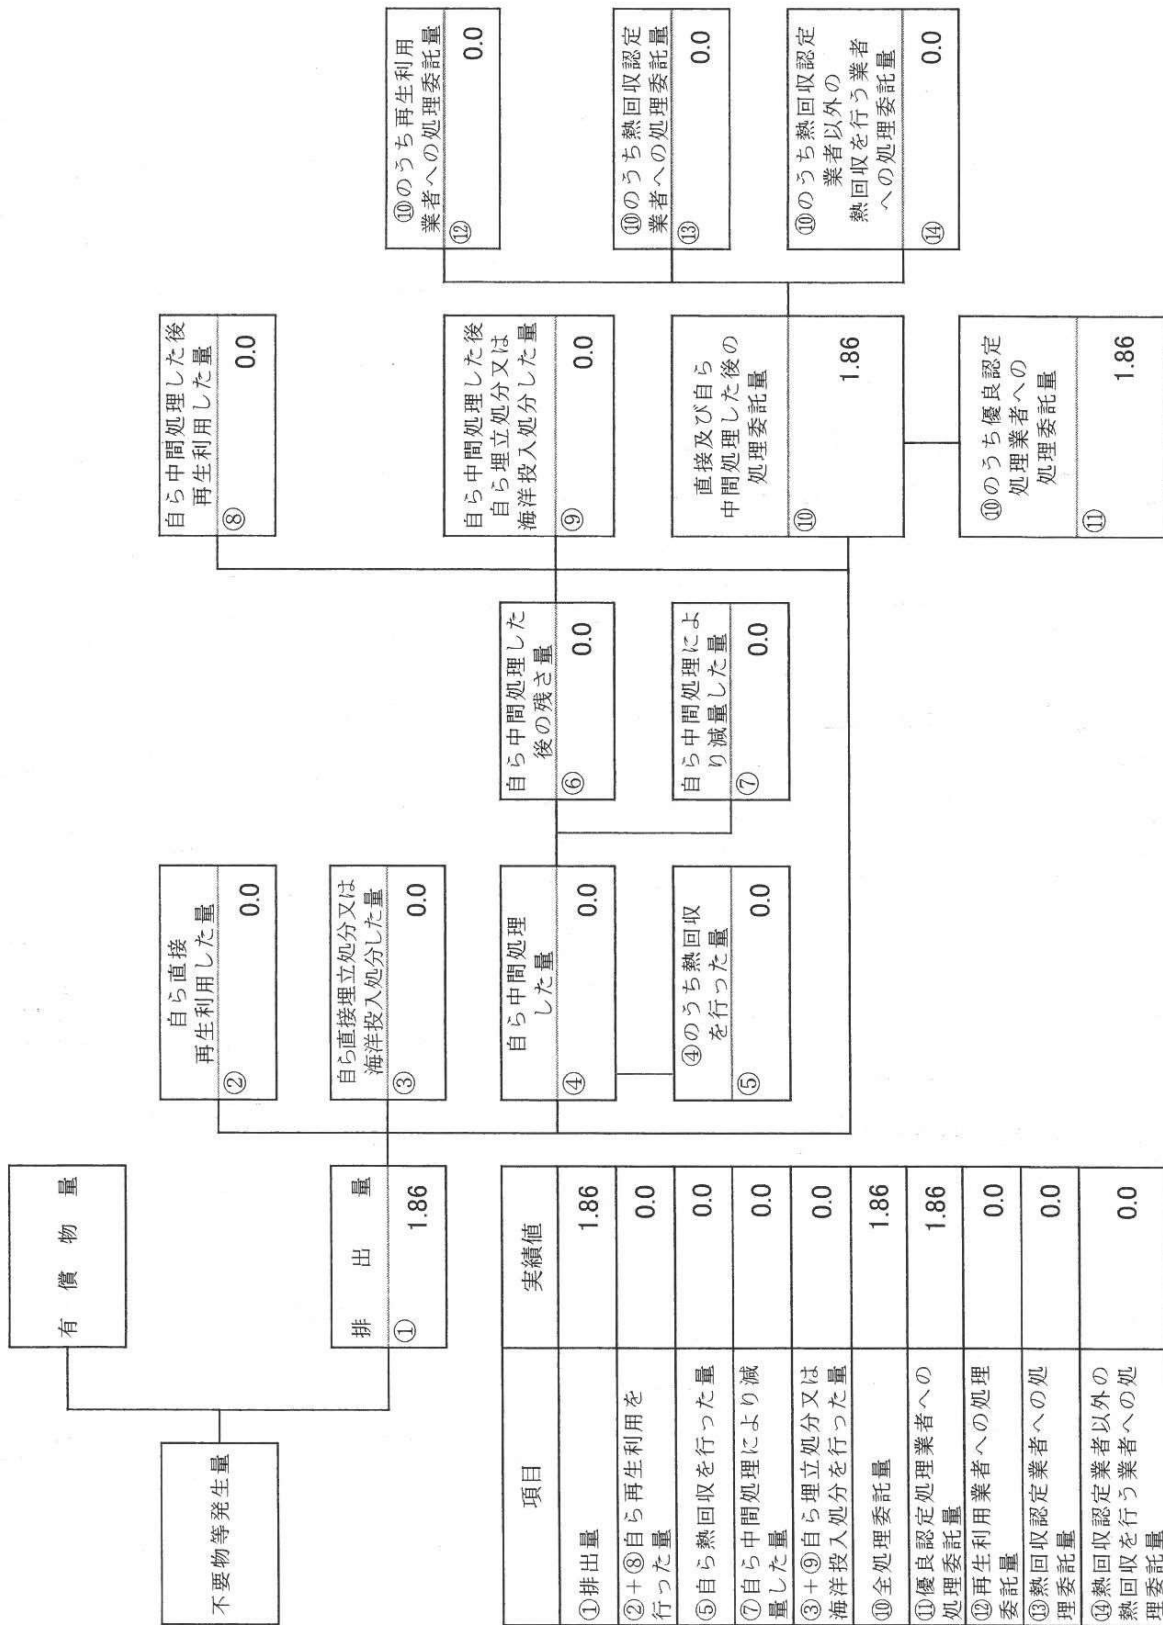 不要物等発生量
有償物量
排出量
①
1.86
自ら直接
再生利用した量
②
0.0
自ら直接埋立処分又は
海洋投入処分した量
③
0.0
自ら中間処理
した量
④
0.0
④のうち熱回収
を行った量
⑤
0.0
自ら中間処理した
後の残さ量
⑥
0.0
自ら中間処理によ
り減量した量
⑦
0.0
自ら中間処理した後
再生利用した量
⑧
0.0
自ら中間処理した後
自ら埋立処分又は
海洋投入処分した量
⑨
0.0
直接及び自ら
中間処理した後の
処理委託量
⑩
1.86
⑩のうち優良認定
処理業者への
処理委託量
⑪
1.86
⑩のうち再生利用
業者への処理委託量
⑫
0.0
⑩のうち熱回収認定
業者への処理委託量
⑬
0.0
⑩のうち熱回収認定
業者以外の
熱回収を行う業者
への処理委託量
⑭
0.0
項目
実績値
①排出量
1.86
②+⑧自ら再生利用を
行った量
0.0
⑤自ら熱回収を行った量
0.0
⑦自ら中間処理により減
量した量
0.0
③+⑨自ら埋立処分又は
海洋投入処分を行った量
0.0
⑩全処理委託量
1.86
⑪優良認定処理業者への
処理委託量
1.86
⑫再生利用業者への処理
委託量
0.0
⑬熱回収認定業者への処
理委託量
0.0
⑭熱回収認定業者以外の
熱回収を行う業者への処
理委託量
0.0